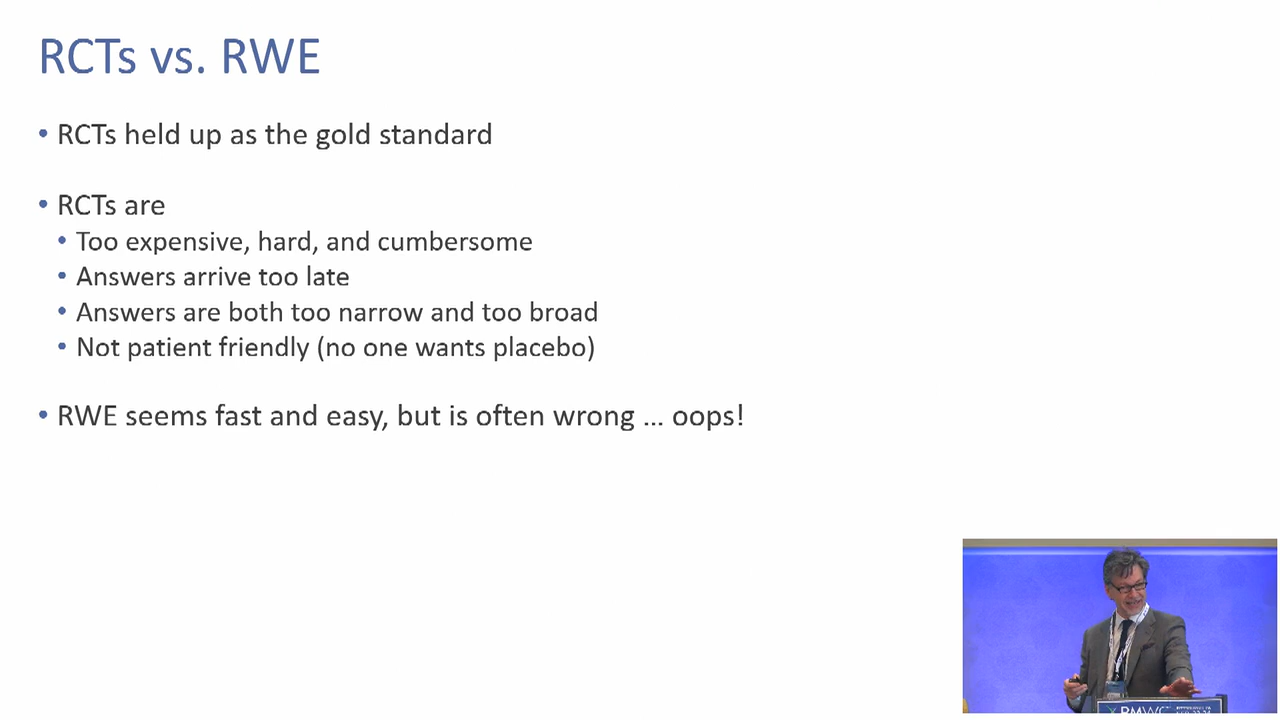 RCTs vs. RWE
• RCTs held up as the gold standard
• RCTs are
• Too expensive, hard, and cumbersome
• Answers arrive too late
• Answers are both too narrow and too broad
• Not patient friendly (no one wants placebo)
• RWE seems fast and easy, but is often wrong ... oops!